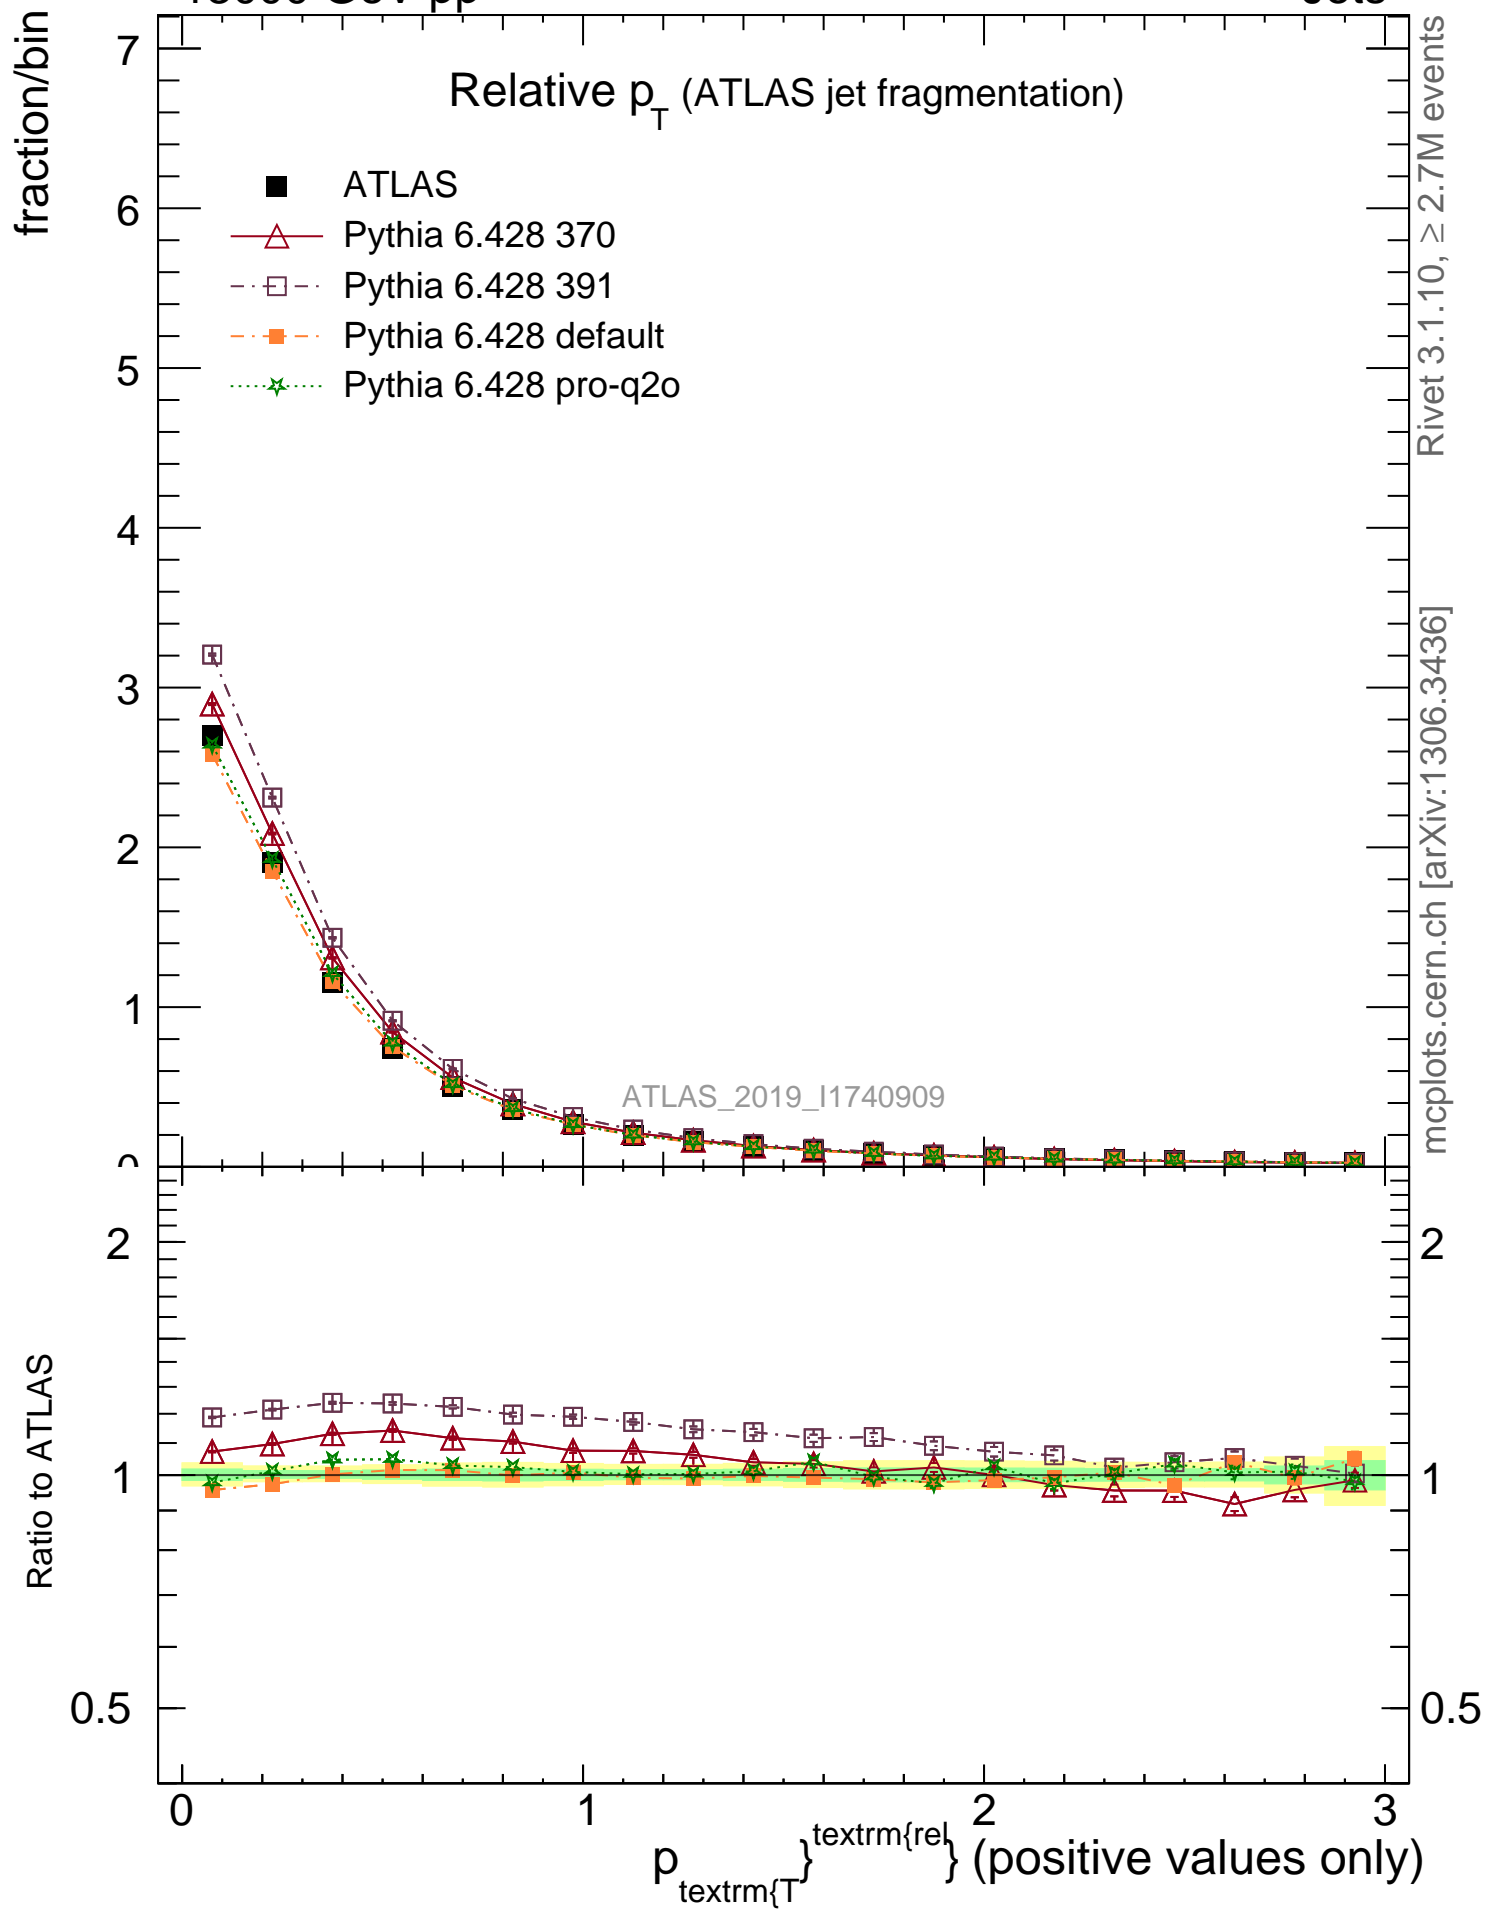 fraction/bin
7
6
5
4
3
2
1
Relative pT (ATLAS jet fragmentation)
ATLAS
Pythia 6.428 370
Pythia 6.428 391
Pythia 6.428 default
Pythia 6.428 pro-q2o
ATLAS_2019_I1740909
Rivet 3.1.10, ≥ 2.7M events
mcplots.cern.ch [arXiv:1306.3436]
Ratio to ATLAS
2
1
0.5
2
1
0.5
0
1
2
3
p_textrm{T}^textrm{rel} (positive values only)